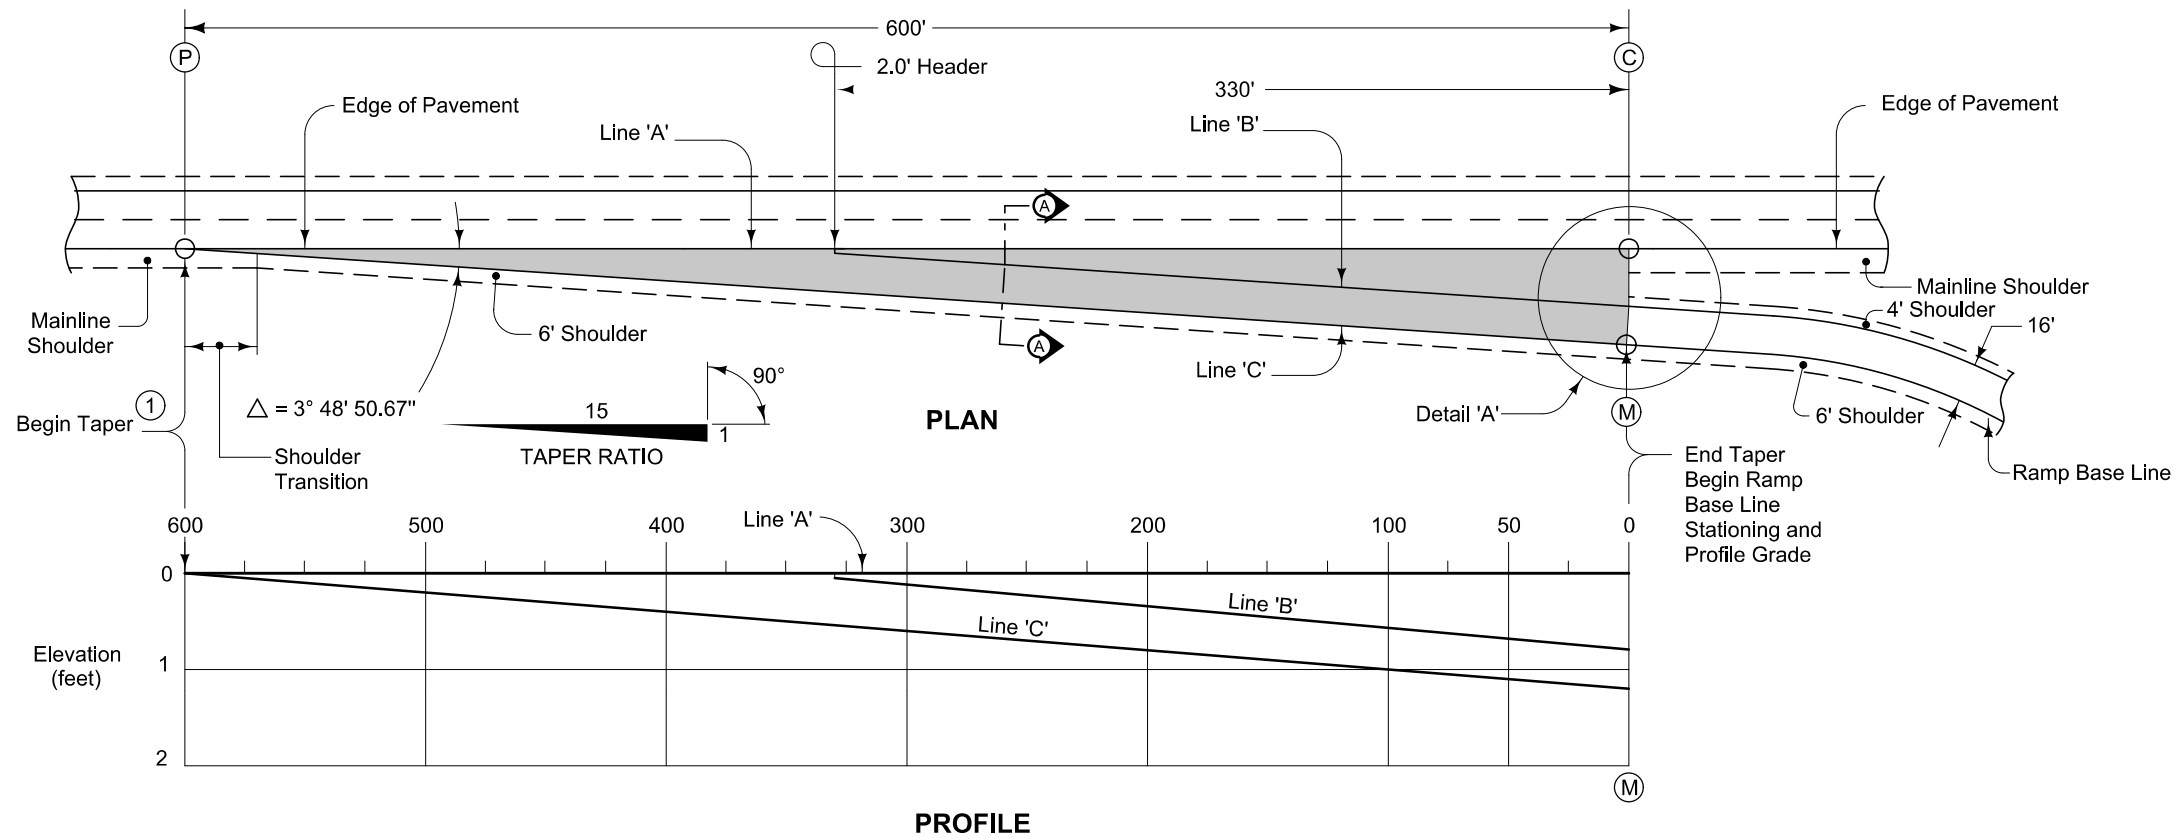 600'
P
C
2.0' Header
330'
Edge of Pavement
Edge of Pavement
Line 'A'
Line 'B'
A
Mainline
Shoulder
6' Shoulder
A
Mainline Shoulder
4' Shoulder
16'
Line 'C'
90°
Begin Taper 1
△ = 3° 48' 50.67"
15
1
TAPER RATIO
PLAN
Detail 'A'
M
6' Shoulder
Shoulder
Transition
End Taper
Begin Ramp
Base Line
Stationing and
Profile Grade
Ramp Base Line
600 500 400 Line 'A' 300 200 100 50 0
0
Line 'B'
Line 'C'
Elevation
(feet)
1
2
M
PROFILE